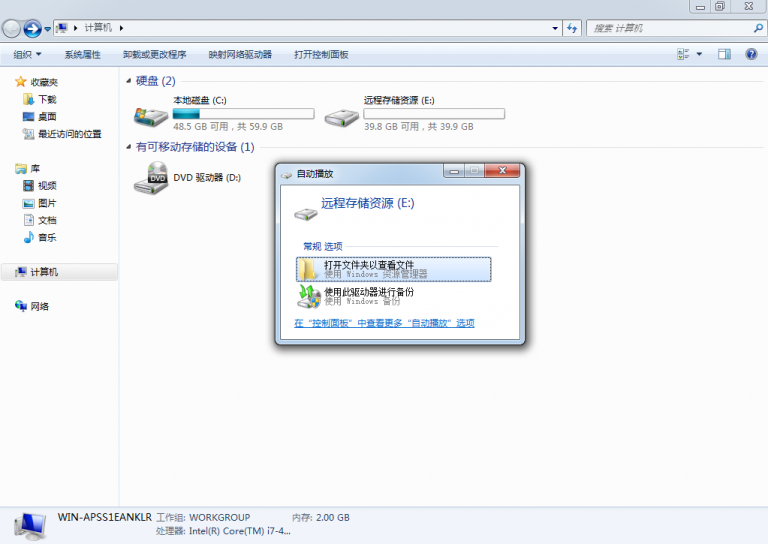 计算机
搜索 计算机
组织 系统属性 卸载或更改程序 映射网络驱动器 打开控制面板
收藏夹
下载
桌面
最近访问的位置
库
视频
图片
文档
音乐
计算机
网络
硬盘 (2)
本地磁盘 (C:)
48.5 GB 可用，共 59.9 GB
远程存储资源 (E:)
39.8 GB 可用，共 39.9 GB
有可移动存储的设备 (1)
DVD 驱动器 (D:)
自动播放
远程存储资源 (E:)
常规 选项
打开文件夹以查看文件
使用 Windows 资源管理器
使用此驱动器进行备份
使用 Windows 备份
在“控制面板”中查看更多“自动播放”选项
WIN-APSS1EANKLR 工作组: WORKGROUP 内存: 2.00 GB
处理器: Intel(R) Core(TM) i7-4...